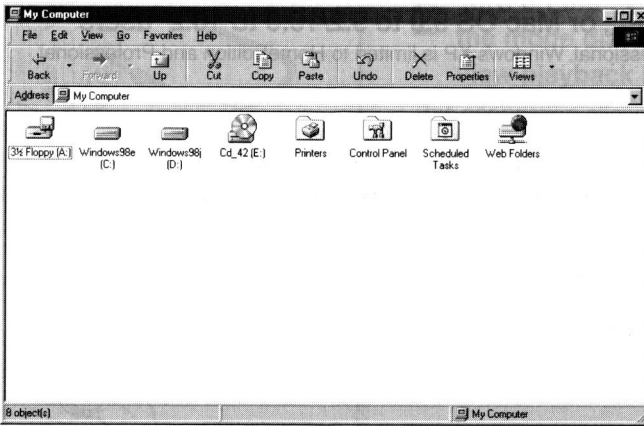 My Computer
File Edit View Go Favorites Help
Back Forward Up Cut Copy Paste Undo Delete Properties Views
Address My Computer
3½ Floppy (A:) Windows98e (C:) Windows98j (D:) Cd_42 (E:) Printers Control Panel Scheduled Tasks Web Folders
8 object(s) My Computer